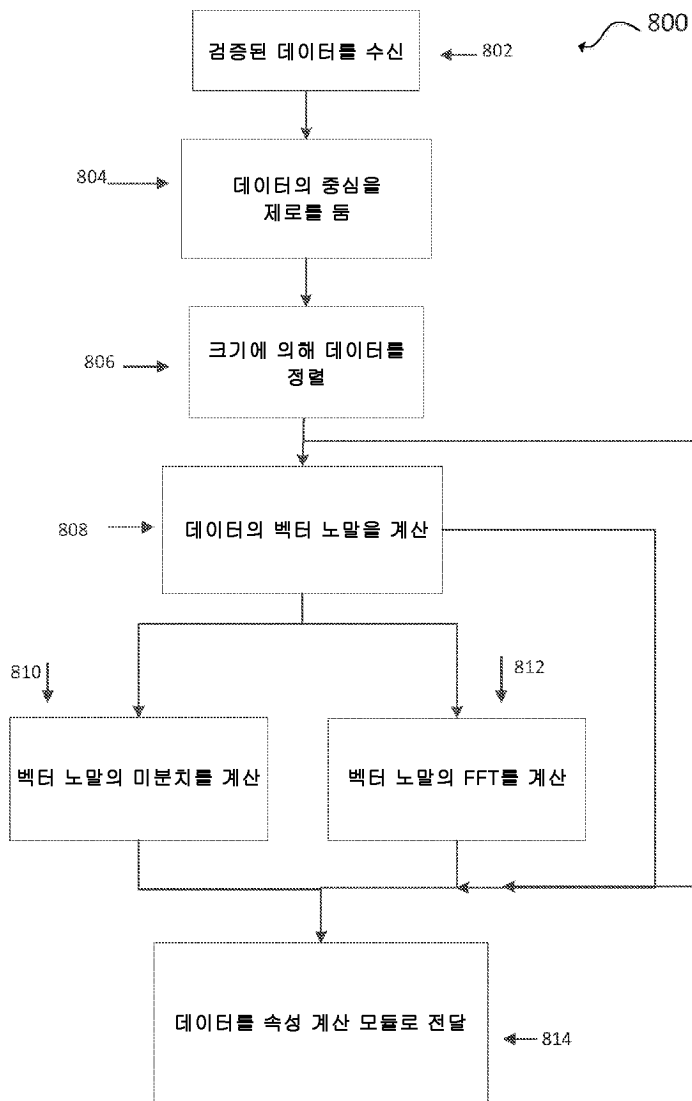 800
검증된 데이터를 수신
802
804
데이터의 중심을
제로를 둠
806
크기에 의해 데이터를
정렬
808
데이터의 벡터 노말을 계산
810
812
벡터 노말의 미분치를 계산
벡터 노말의 FFT를 계산
데이터를 속성 계산 모듈로 전달
814